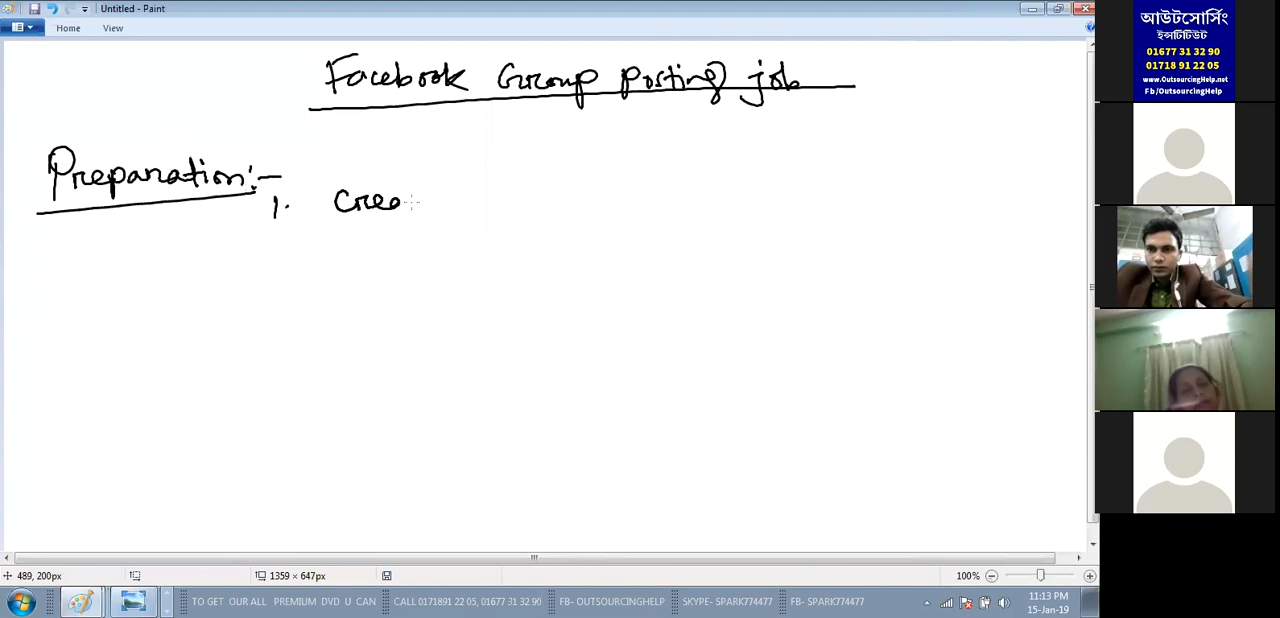 Untitled - Paint
Home View
Facebook Group posting job
Preparation:-
1. Crea
489, 200px
1359 × 647px
100%
TO GET OUR ALL PREMIUM DVD U CAN
CALL 0171891 22 05, 01677 31 32 90
FB- OUTSOURCINGHELP
SKYPE- SPARK774477
FB- SPARK774477
11:13 PM
15-Jan-19
আউটসোর্সিং
ইন্সটিটিউট
01677 31 32 90
01718 91 22 05
www.OutsourcingHelp.net
Fb/OutsourcingHelp